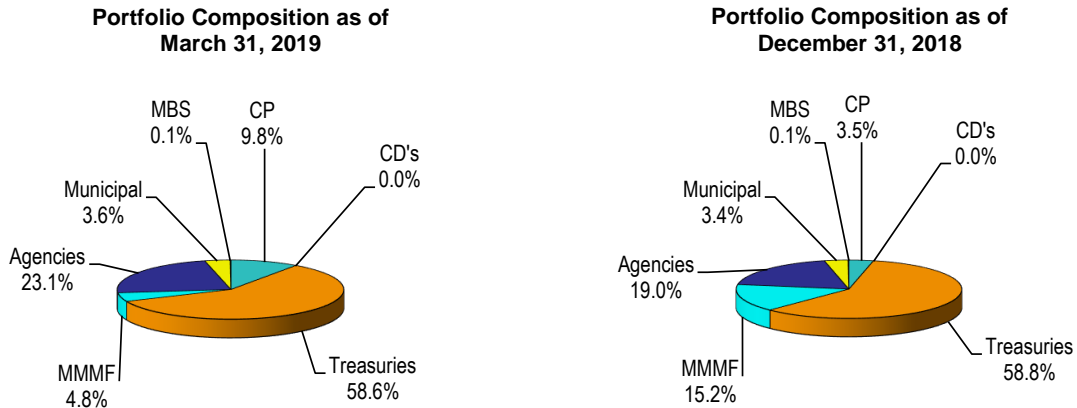 Portfolio Composition as of
March 31, 2019
MBS
0.1%
CP
9.8%
CD's
0.0%
Municipal
3.6%
Agencies
23.1%
MMMF
4.8%
Treasuries
58.6%
Portfolio Composition as of
December 31, 2018
MBS
0.1%
CP
3.5%
CD's
0.0%
Municipal
3.4%
Agencies
19.0%
MMMF
15.2%
Treasuries
58.8%